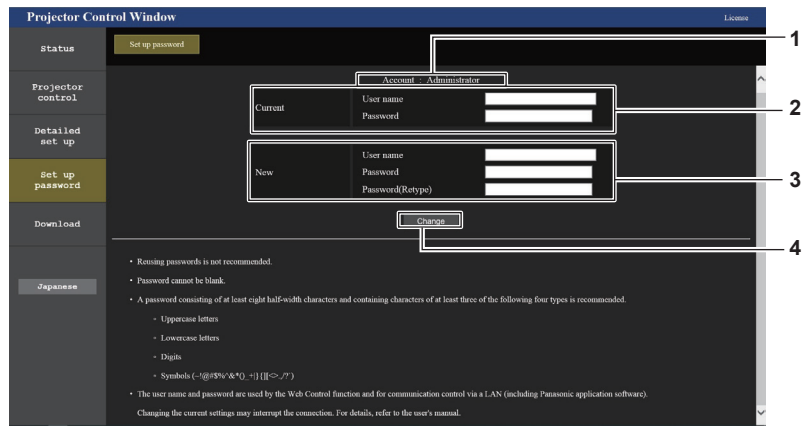 Projector Control Window
License
Status
Set up password
1
Account : Administrator
Projector
control
Current
User name
Password
2
Detailed
set up
New
User name
Password
Password(Retype)
3
Set up
password
Change
4
Download
Japanese
• Reusing passwords is not recommended.
• Password cannot be blank.
• A password consisting of at least eight half-width characters and containing characters of at least three of the following four types is recommended.
◦ Uppercase letters
◦ Lowercase letters
◦ Digits
◦ Symbols (~!@#$%^&*()_+|}{][<>.,/?`)
• The user name and password are used by the Web Control function and for communication control via a LAN (including Panasonic application software).
Changing the current settings may interrupt the connection. For details, refer to the user's manual.